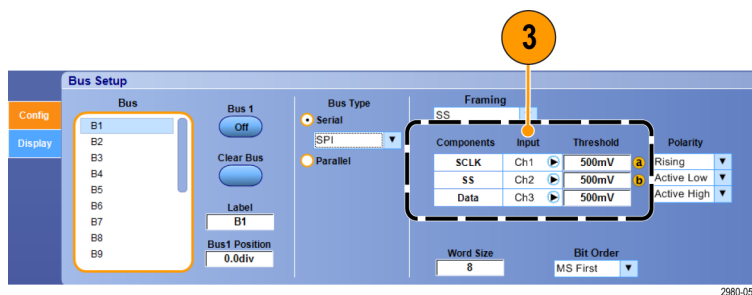 3
Bus Setup
Config
Display
Bus
B1
B2
B3
B4
B5
B6
B7
B8
B9
Bus 1
Off
Clear Bus
Label
B1
Bus1 Position
0.0div
Bus Type
Serial
SPI
Parallel
Framing
SS
Components Input Threshold Polarity
SCLK Ch1 500mV a Rising
SS Ch2 500mV b Active Low
Data Ch3 500mV Active High
Word Size Bit Order
8 MS First
2980-05